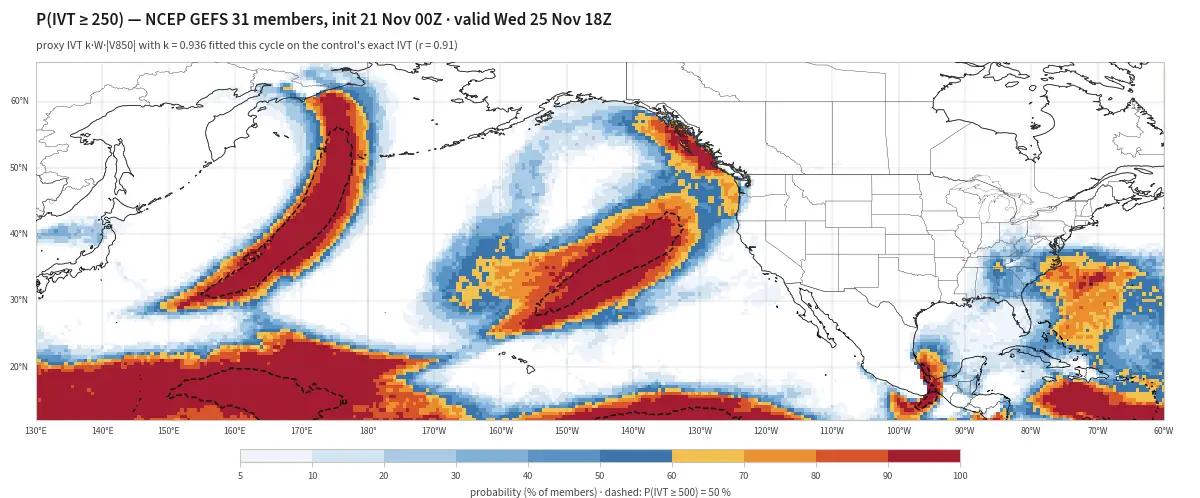 P(IVT ≥ 250) — NCEP GEFS 31 members, init 21 Nov 00Z · valid Wed 25 Nov 18Z
proxy IVT k·W·|V850| with k = 0.936 fitted this cycle on the control's exact IVT (r = 0.91)
60°N
50°N
40°N
30°N
20°N
130°E 140°E 150°E 160°E 170°E 180° 170°W 160°W 150°W 140°W 130°W 120°W 110°W 100°W 90°W 80°W 70°W 60°W
5 10 20 30 40 50 60 70 80 90 100
probability (% of members) · dashed: P(IVT ≥ 500) = 50 %